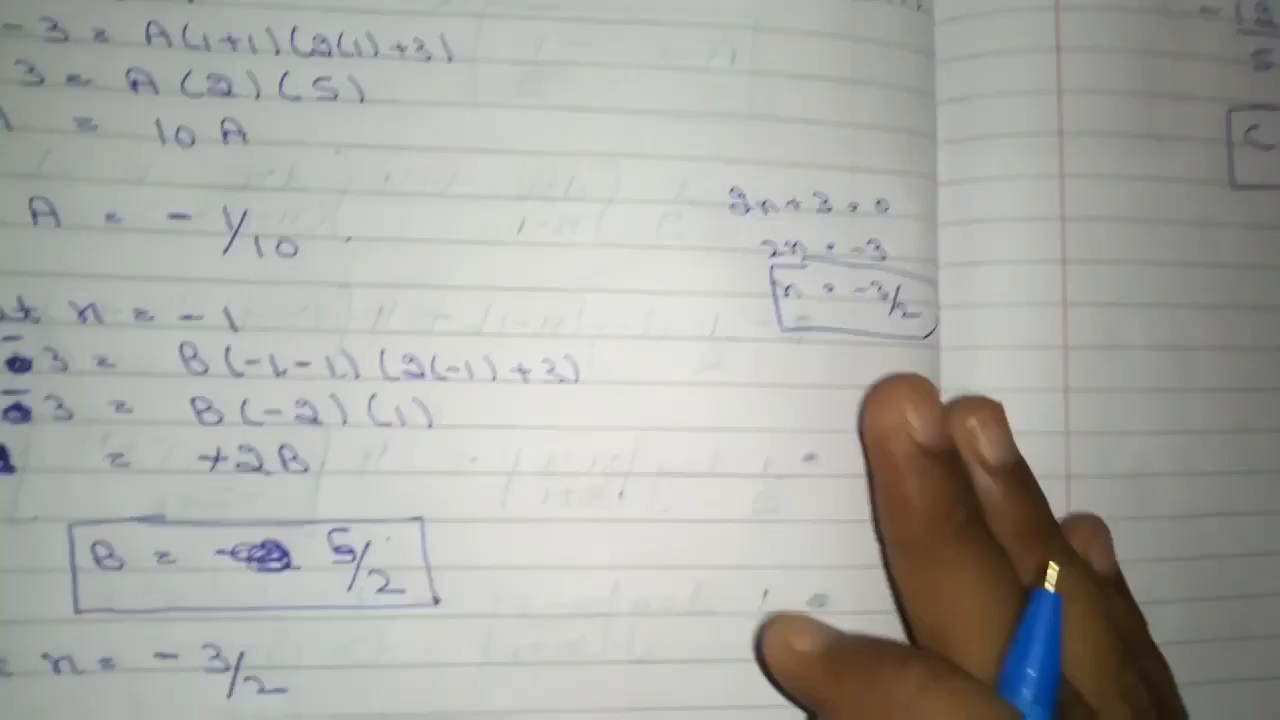 -3 = A(1+1)(2(1)+3)
3 = A(2)(5)
= 10A
A = -1/10
2x+3=0
2x = -3
x = -3/2
x = -1
3 = B(-1-1)(2(-1)+3)
3 = B(-2)(1)
= +2B
B = 5/2
x = -3/2